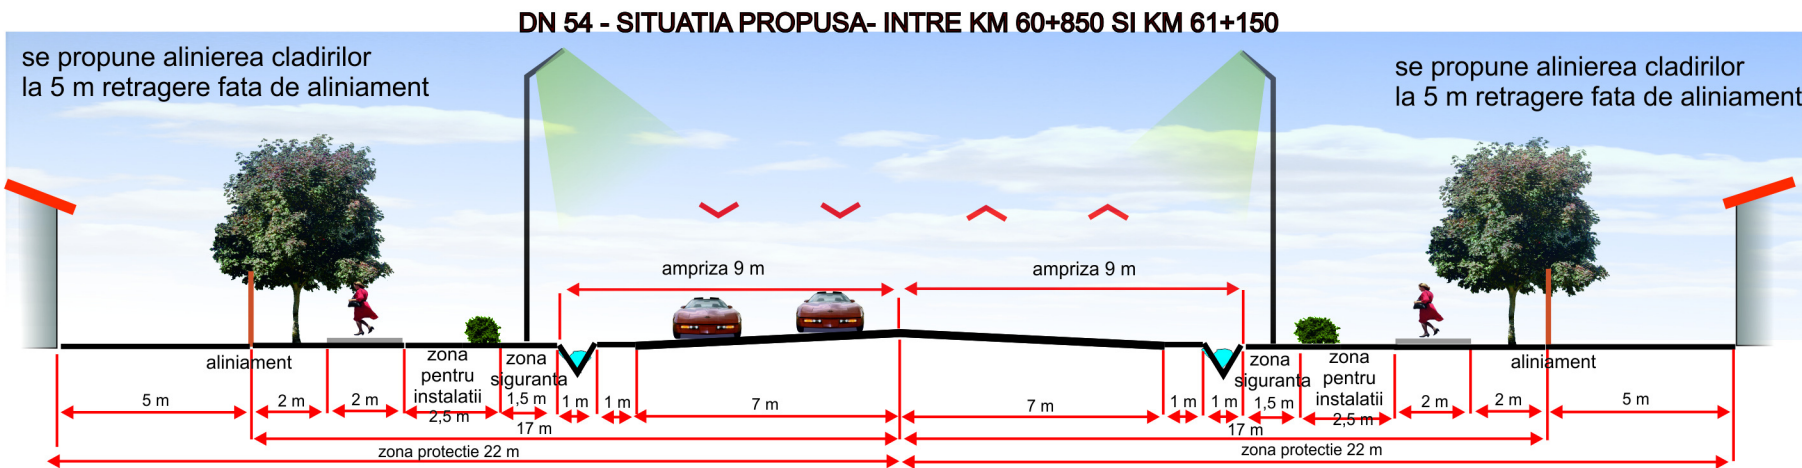 DN 54 - SITUATIA PROPUSA- INTRE KM 60+850 SI KM 61+150
se propune alinierea cladirilor
la 5 m retragere fata de aliniament
se propune alinierea cladirilor
la 5 m retragere fata de aliniament
ampriza 9 m
ampriza 9 m
aliniament
zona
pentru
instalatii
2,5 m
zona
siguranta
1,5 m
zona
siguranta
1,5 m
zona
pentru
instalatii
2,5 m
aliniament
5 m
2 m
2 m
1 m
1 m
7 m
7 m
1 m
1 m
2 m
2 m
5 m
17 m
17 m
zona protectie 22 m
zona protectie 22 m